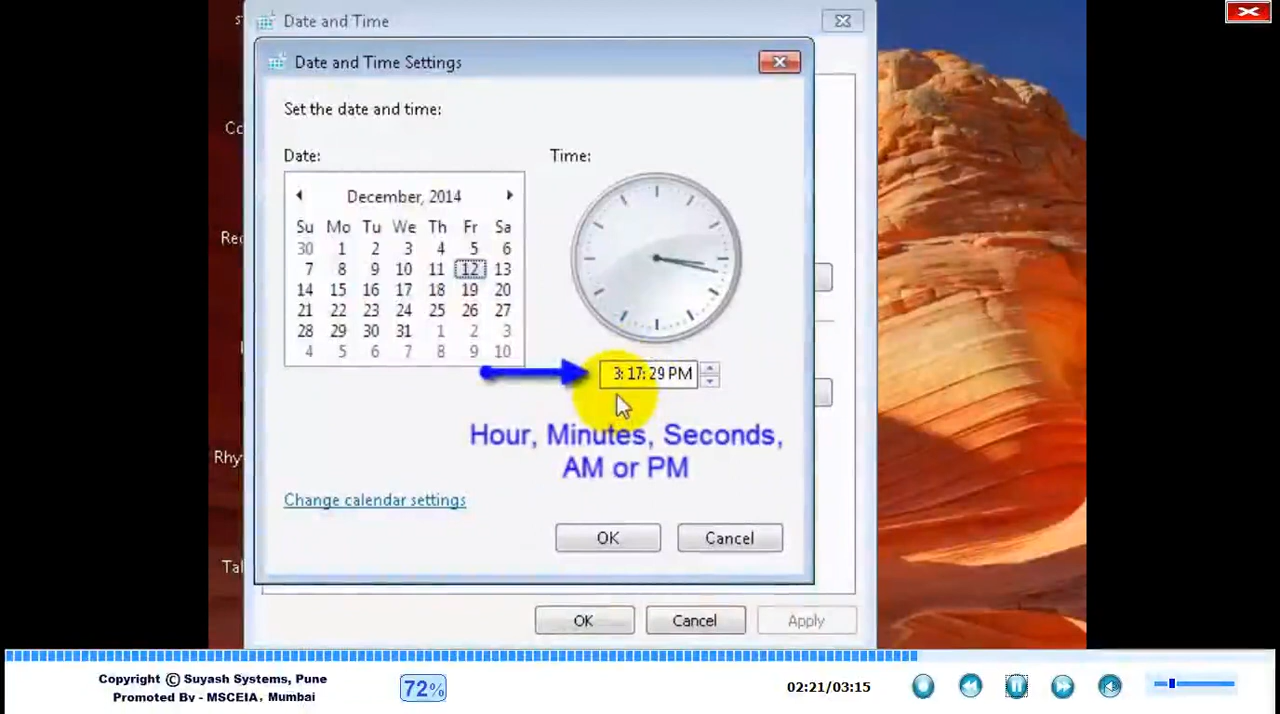 Date and Time
Date and Time Settings
Set the date and time:
Date:
Time:
December, 2014
Su Mo Tu We Th Fr Sa
30 1 2 3 4 5 6
7 8 9 10 11 12 13
14 15 16 17 18 19 20
21 22 23 24 25 26 27
28 29 30 31 1 2 3
4 5 6 7 8 9 10
3: 17: 29 PM
Hour, Minutes, Seconds,
AM or PM
Change calendar settings
OK Cancel
OK Cancel Apply
Copyright © Suyash Systems, Pune
Promoted By - MSCEIA, Mumbai
72%
02:21/03:15